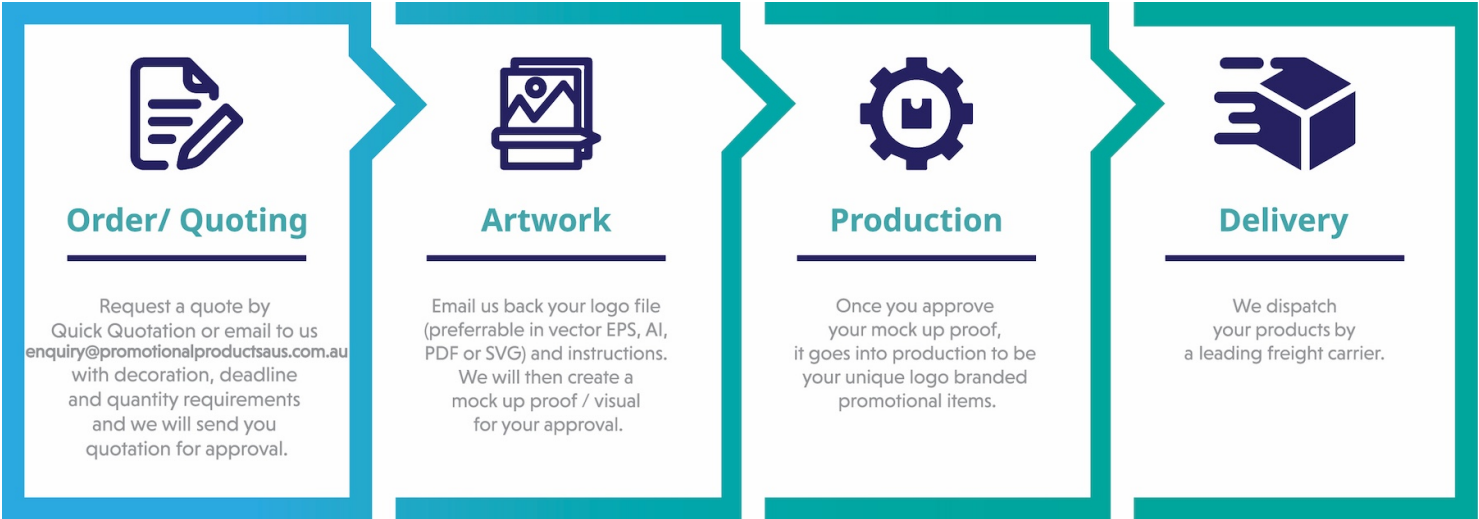 Order/ Quoting
Request a quote by
Quick Quotation or email to us
enquiry@promotionalproductsaus.com.au
with decoration, deadline
and quantity requirements
and we will send you
quotation for approval.
Artwork
Email us back your logo file
(preferrable in vector EPS, AI,
PDF or SVG) and instructions.
We will then create a
mock up proof / visual
for your approval.
Production
Once you approve
your mock up proof,
it goes into production to be
your unique logo branded
promotional items.
Delivery
We dispatch
your products by
a leading freight carrier.